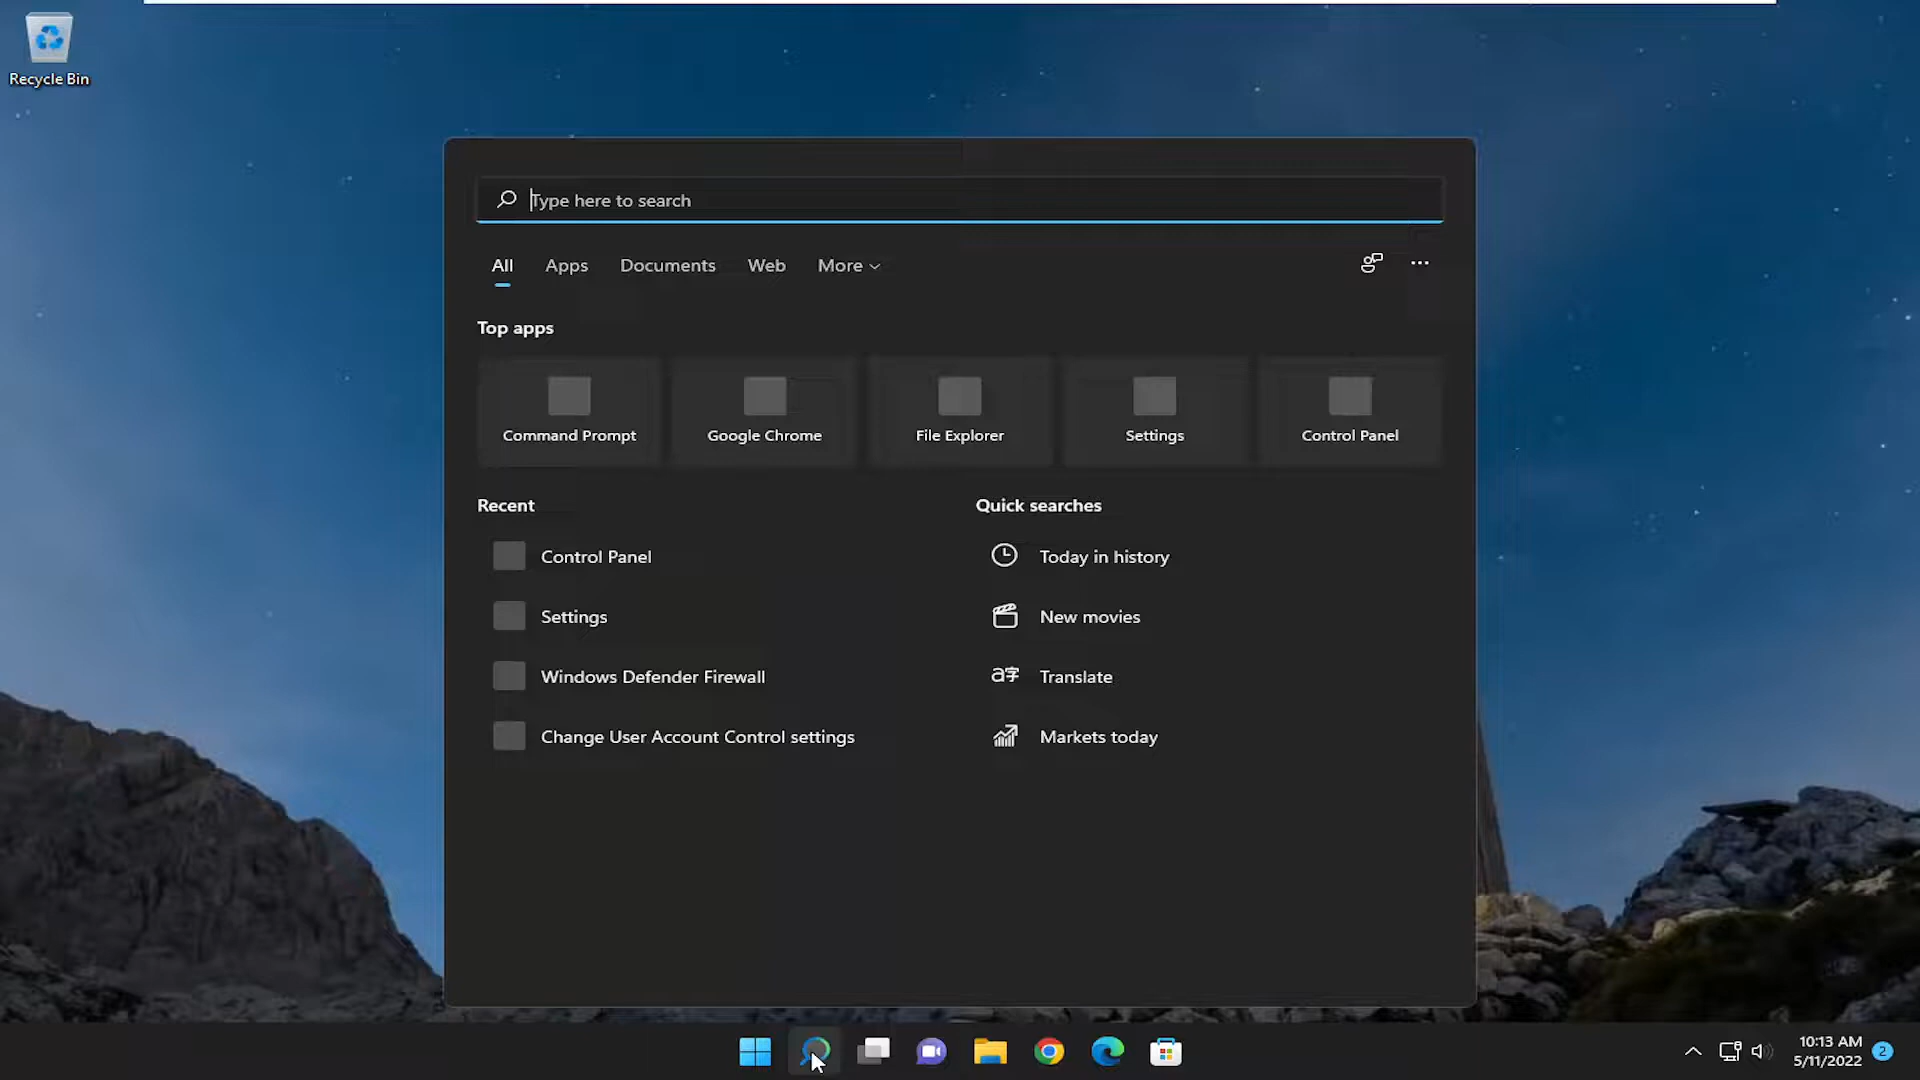 Recycle Bin
Type here to search
All Apps Documents Web More
Top apps
Command Prompt Google Chrome File Explorer Settings Control Panel
Recent Quick searches
Control Panel Today in history
Settings New movies
Windows Defender Firewall a字 Translate
Change User Account Control settings Markets today
10:13 AM
5/11/2022 2